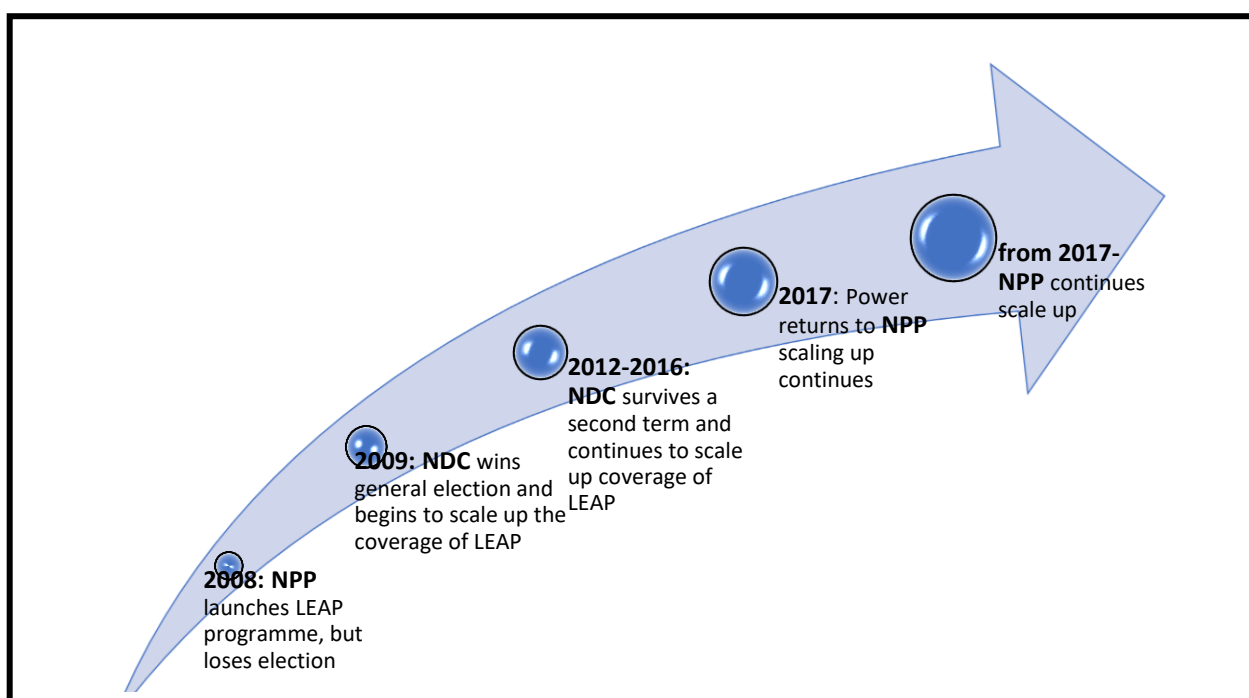 2008: NPP
launches LEAP
programme, but
loses election
2009: NDC wins
general election and
begins to scale up the
coverage of LEAP
2012-2016:
NDC survives a
second term and
continues to scale
up coverage of
LEAP
2017: Power
returns to NPP
scaling up
continues
from 2017-
NPP continues
scale up